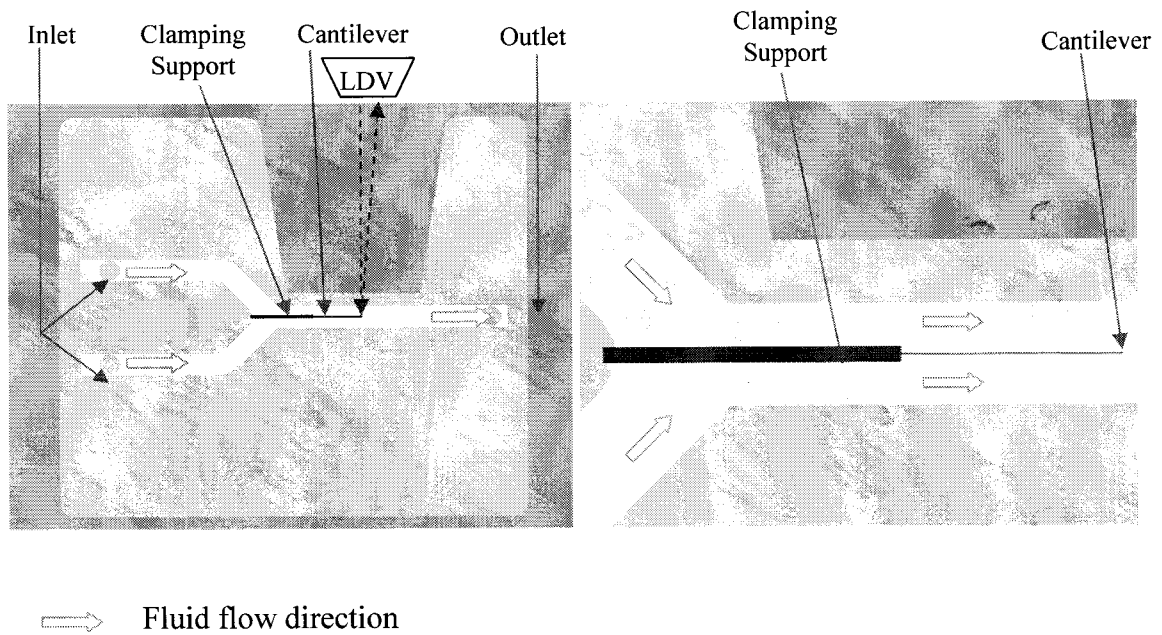 Inlet
Clamping
Support
Cantilever
Outlet
LDV
Clamping
Support
Cantilever
Fluid flow direction